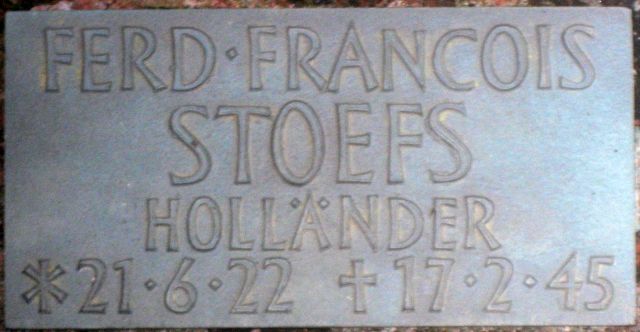 FERD·FRANCOIS
STOEFS
HOLLÄNDER
*21·6·22 †17·2·45